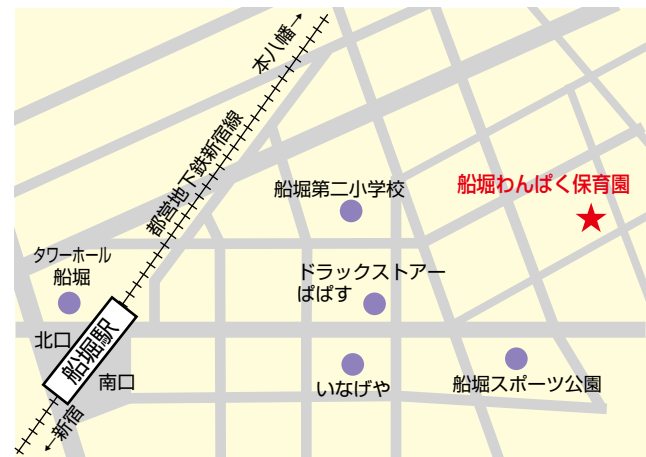 本八幡→
都営地下鉄新宿線
船堀第二小学校
船堀わんぱく保育園
タワーホール
船堀
ドラックストアー
ぱぱす
北口
船堀駅
南口
いなげや
船堀スポーツ公園
←新宿